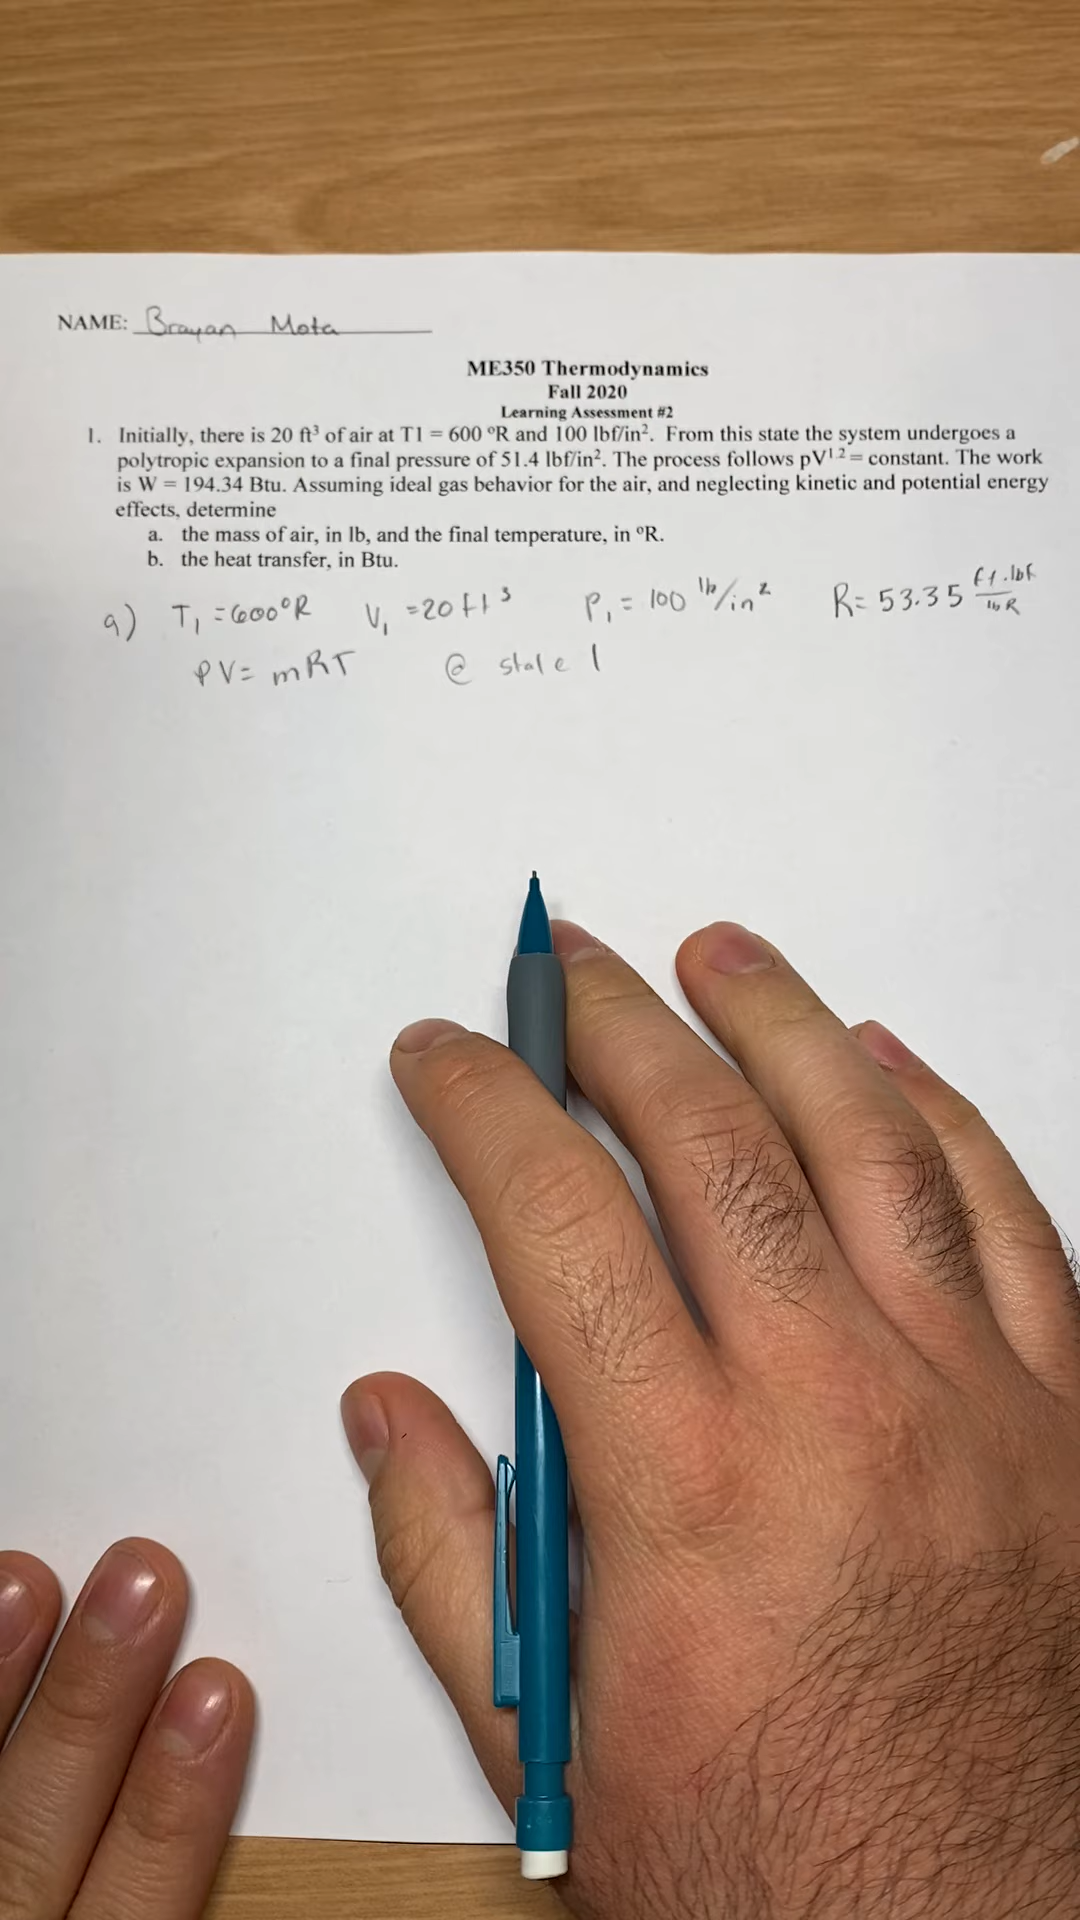 NAME: Brayan Mota
ME350 Thermodynamics
Fall 2020
Learning Assessment #2
1. Initially, there is 20 ft³ of air at T1 = 600 ºR and 100 lbf/in². From this state the system undergoes a
polytropic expansion to a final pressure of 51.4 lbf/in². The process follows pV¹·² = constant. The work
is W = 194.34 Btu. Assuming ideal gas behavior for the air, and neglecting kinetic and potential energy
effects, determine
a. the mass of air, in lb, and the final temperature, in ºR.
b. the heat transfer, in Btu.
a) T₁ = 600°R V₁ = 20 ft³ P₁ = 100 lb/in² R = 53.35 ft.lbf/lbR
PV = mRT @ state 1